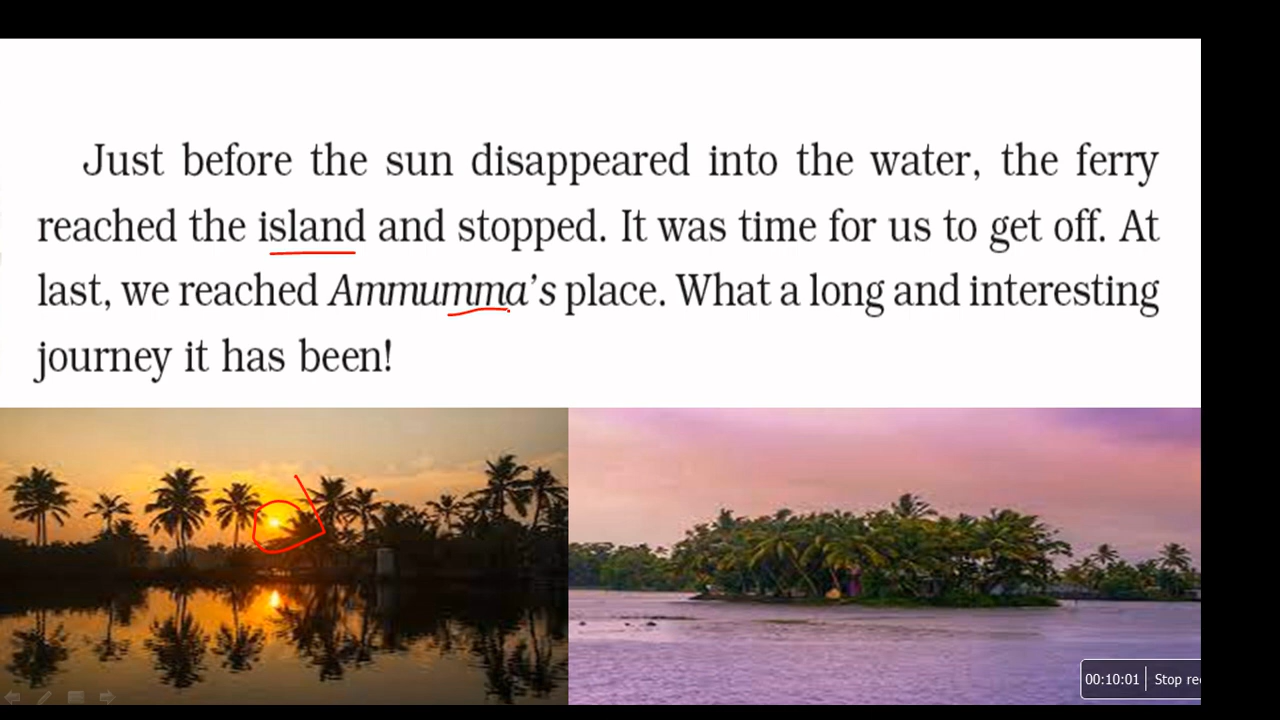 Just before the sun disappeared into the water, the ferry
reached the island and stopped. It was time for us to get off. At
last, we reached Ammumma's place. What a long and interesting
journey it has been!
00:10:01 Stop